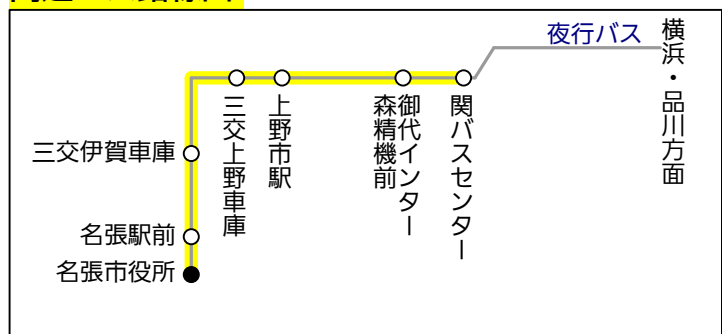 夜行バス
横浜・品川方面
三交上野車庫
上野市駅
御代インター
森精機前
関バスセンター
三交伊賀車庫
名張駅前
名張市役所